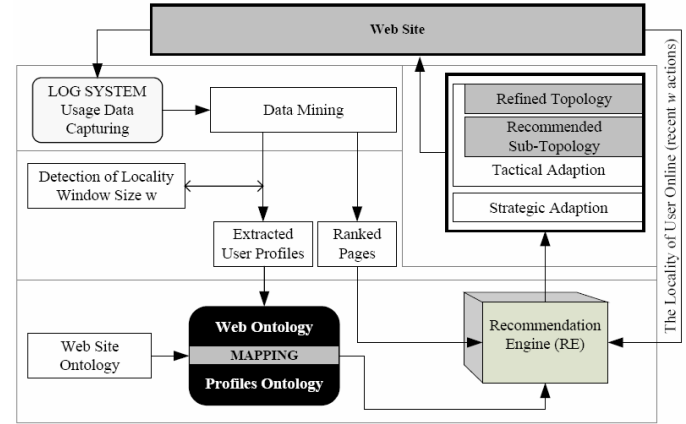 Web Site
LOG SYSTEM
Usage Data
Capturing
Data Mining
Refined Topology
Recommended
Sub-Topology
Tactical Adaption
Strategic Adaption
The Locality of User Online (recent w actions)
Detection of Locality
Window Size w
Extracted
User Profiles
Ranked
Pages
Web Ontology
MAPPING
Profiles Ontology
Web Site
Ontology
Recommendation
Engine (RE)